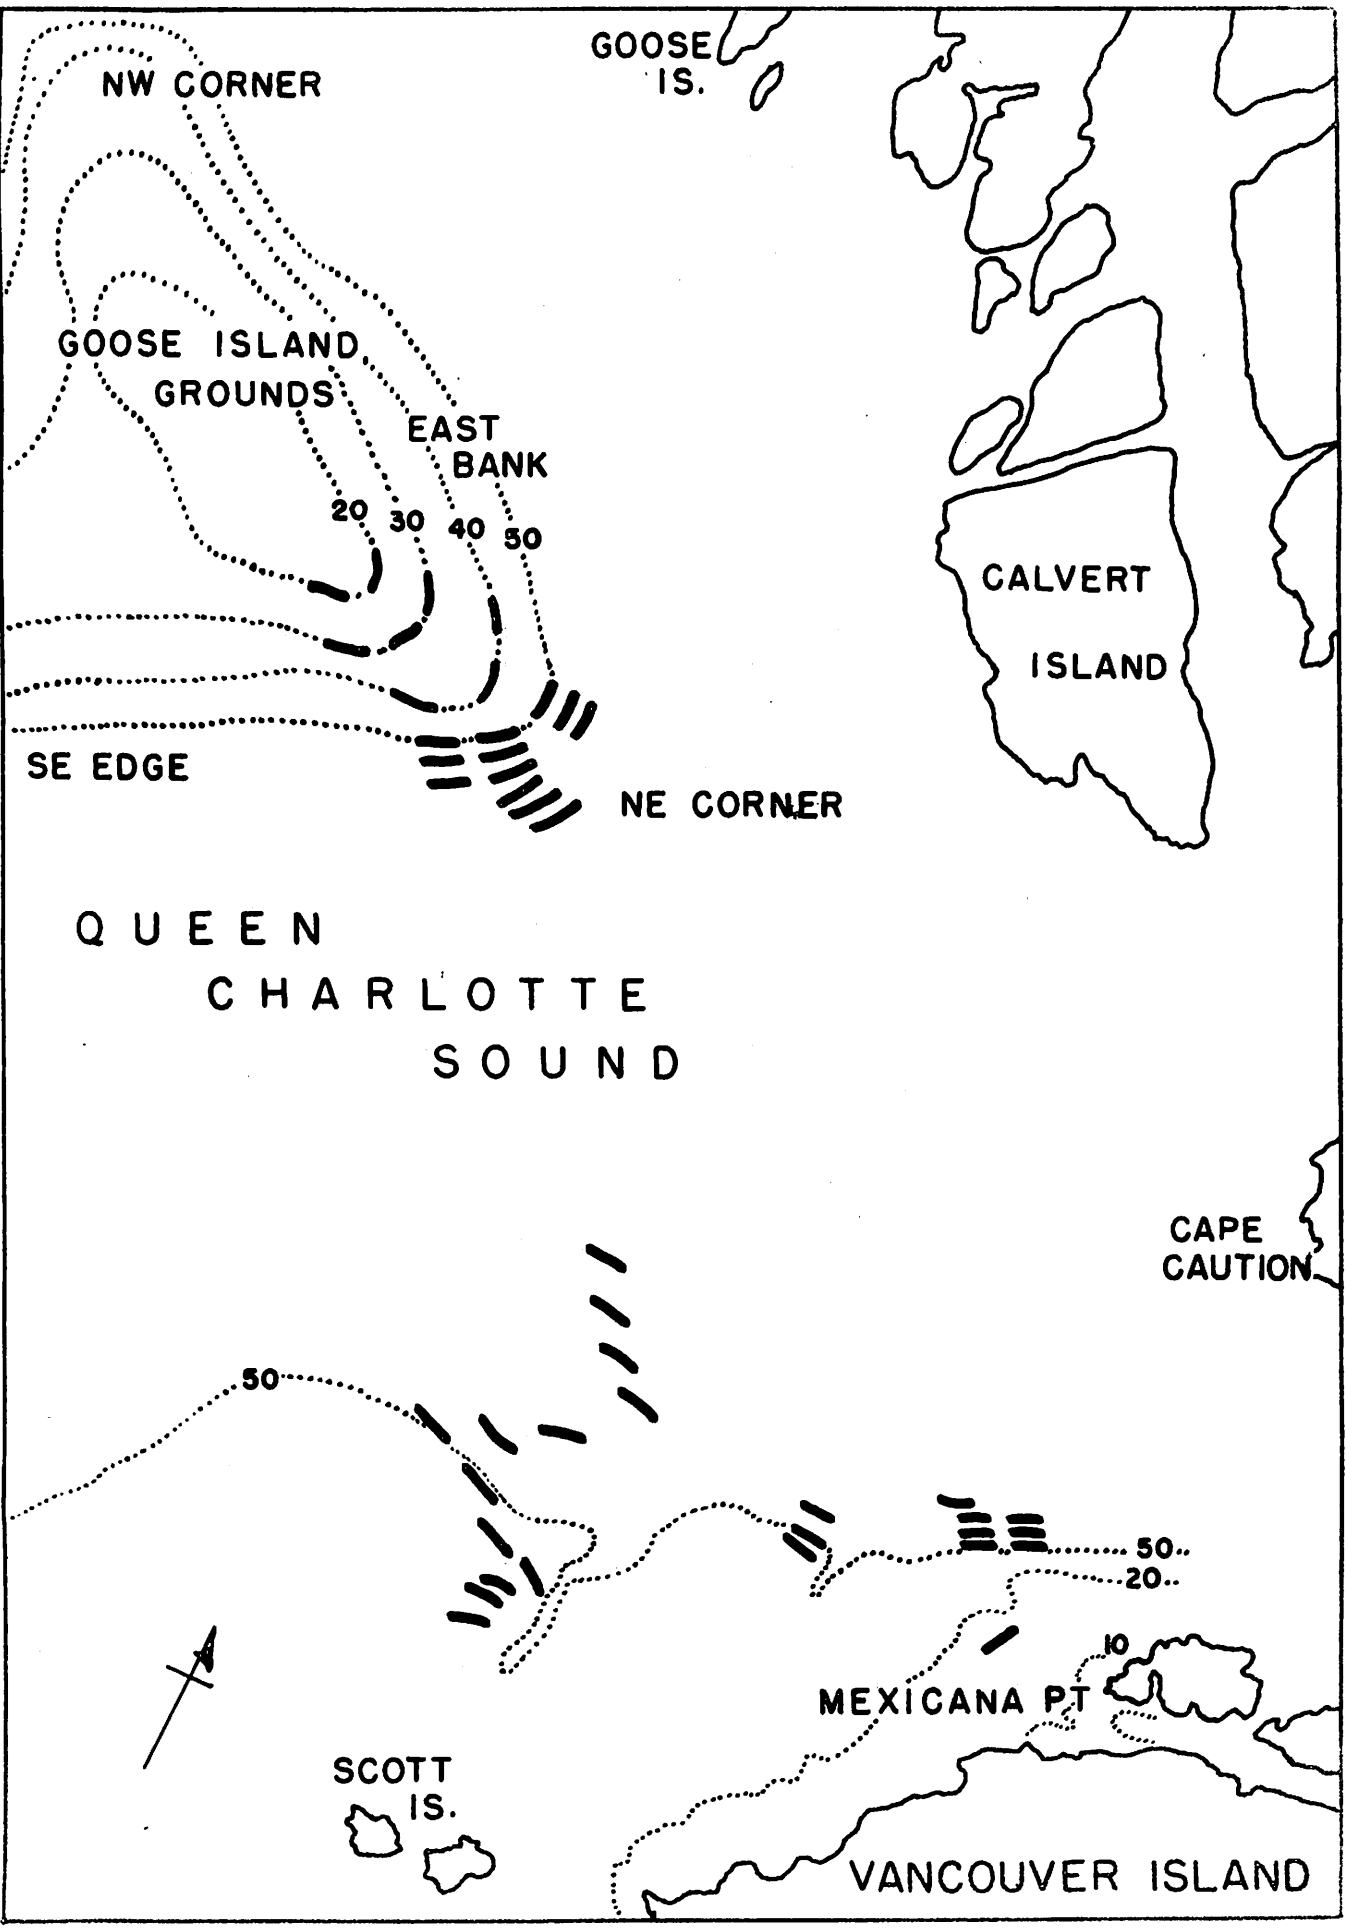 GOOSE
IS.
NW CORNER
GOOSE ISLAND
GROUNDS
EAST
BANK
20
30
40
50
CALVERT
ISLAND
SE EDGE
NE CORNER
QUEEN
CHARLOTTE
SOUND
CAPE
CAUTION
50
50
20
10
MEXICANA PT
SCOTT
IS.
VANCOUVER ISLAND